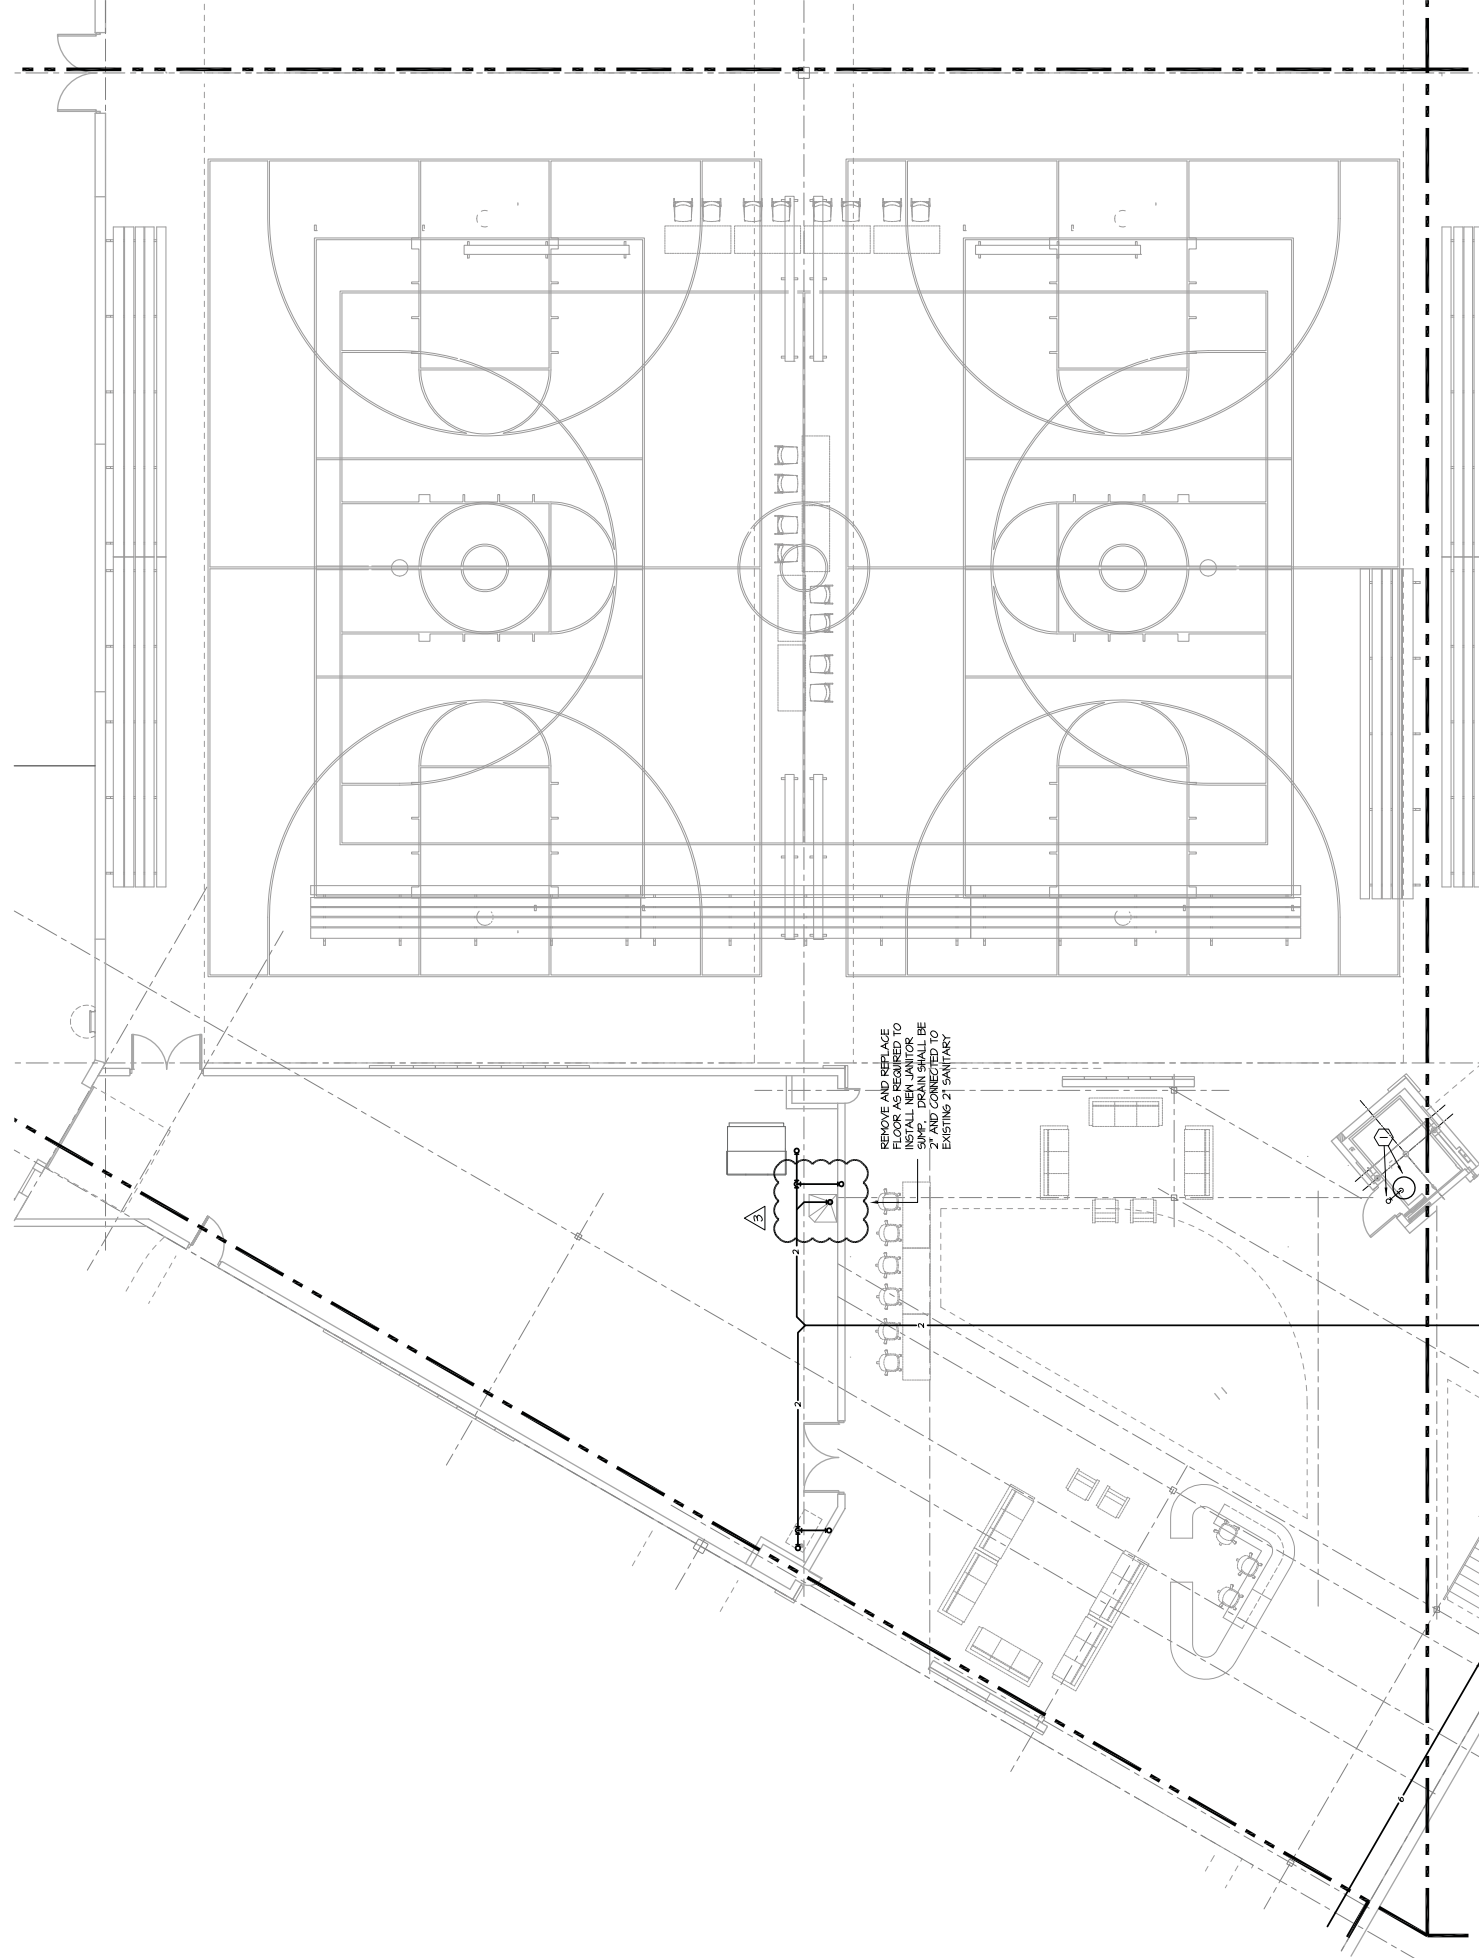 REMOVE AND REPLACE
FLOOR AS REQUIRED TO
INSTALL NEW JANITOR
SUMP. DRAIN SHALL BE
2" AND CONNECTED TO
EXISTING 2" SANITARY
3
2
2
2
1
6